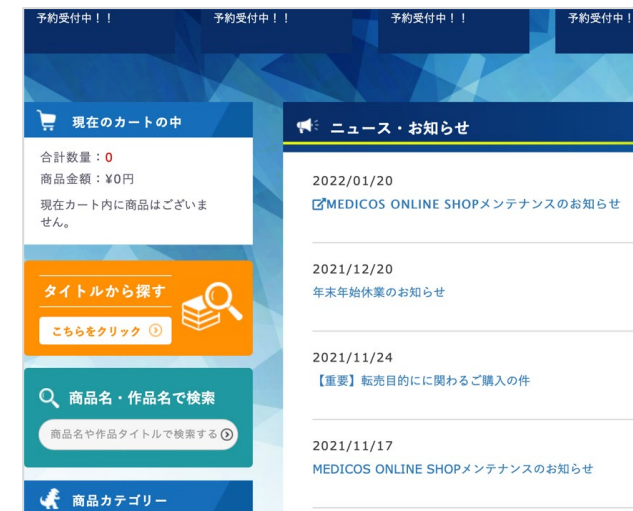 予約受付中！！
予約受付中！！
予約受付中！！
予約受付中！
現在のカートの中
合計数量：0
商品金額：¥0円
現在カート内に商品はございま
せん。
タイトルから探す
こちらをクリック
商品名・作品名で検索
商品名や作品タイトルで検索する
商品カテゴリー
ニュース・お知らせ
2022/01/20
MEDICOS ONLINE SHOPメンテナンスのお知らせ
2021/12/20
年末年始休業のお知らせ
2021/11/24
【重要】転売目的にに関わるご購入の件
2021/11/17
MEDICOS ONLINE SHOPメンテナンスのお知らせ